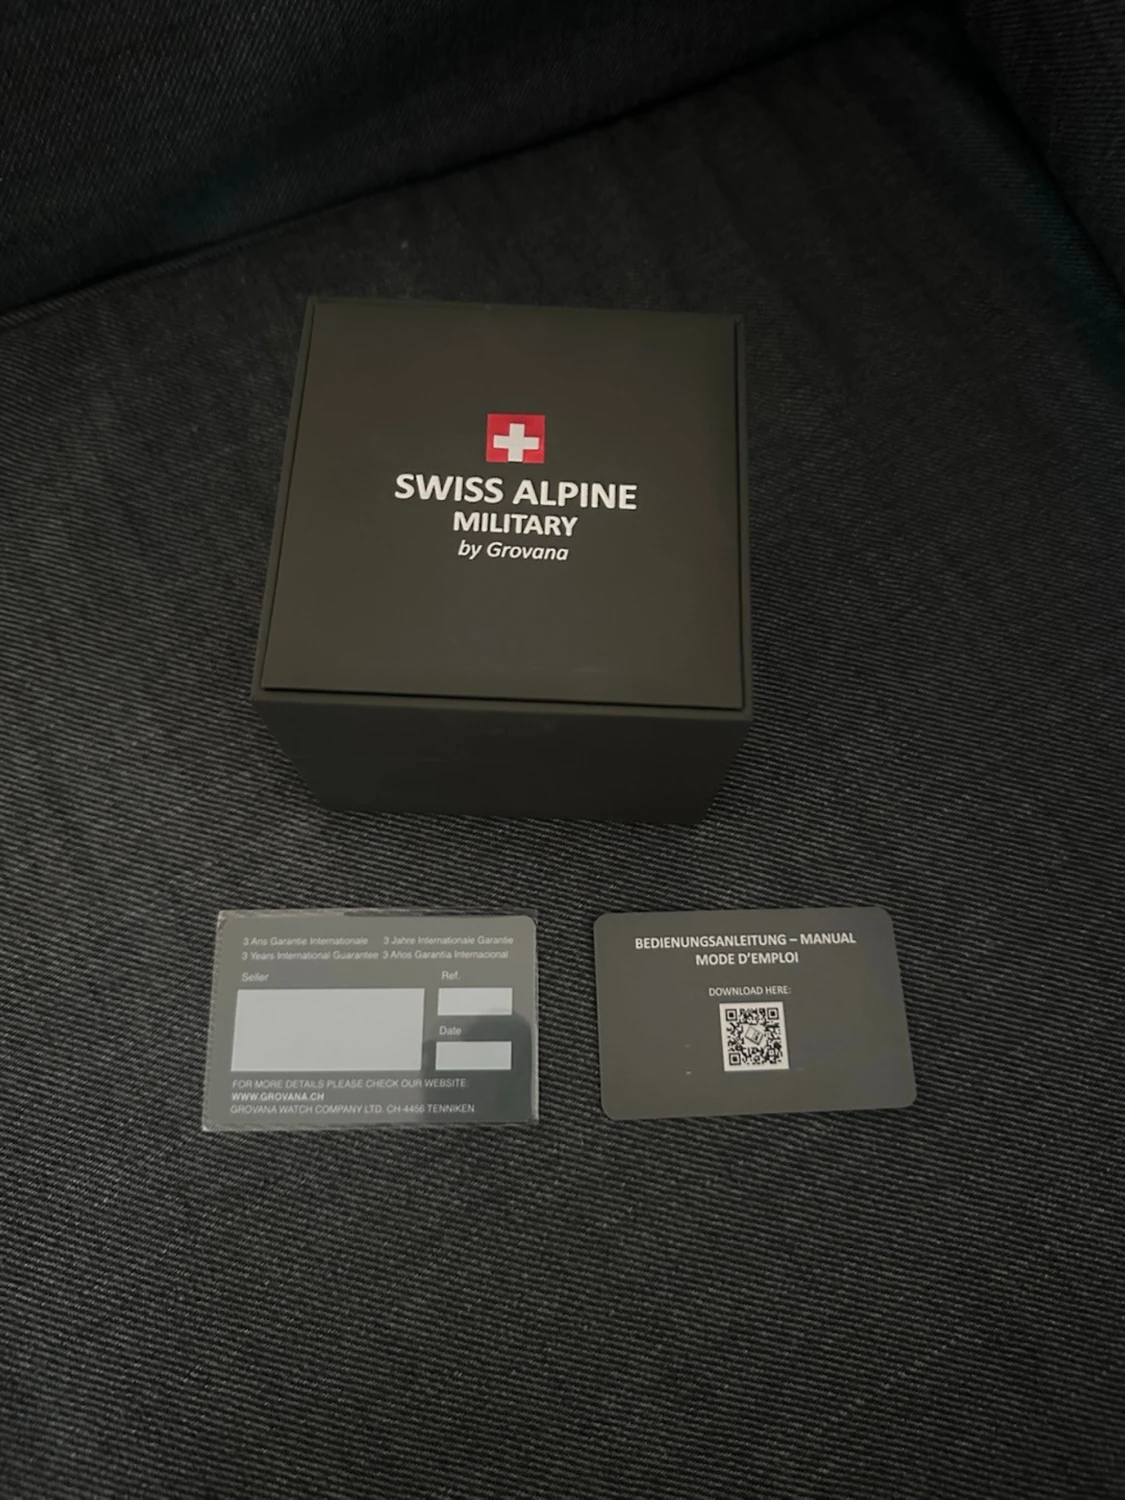 SWISS ALPINE
MILITARY
by Grovana
3 Ans Garantie Internationale 3 Jahre Internationale Garantie
3 Years International Guarantee 3 Años Garantia Internacional
Seller
Ref.
Date
FOR MORE DETAILS PLEASE CHECK OUR WEBSITE:
WWW.GROVANA.CH
GROVANA WATCH COMPANY LTD. CH-4456 TENNIKEN
BEDIENUNGSANLEITUNG – MANUAL
MODE D'EMPLOI
DOWNLOAD HERE: